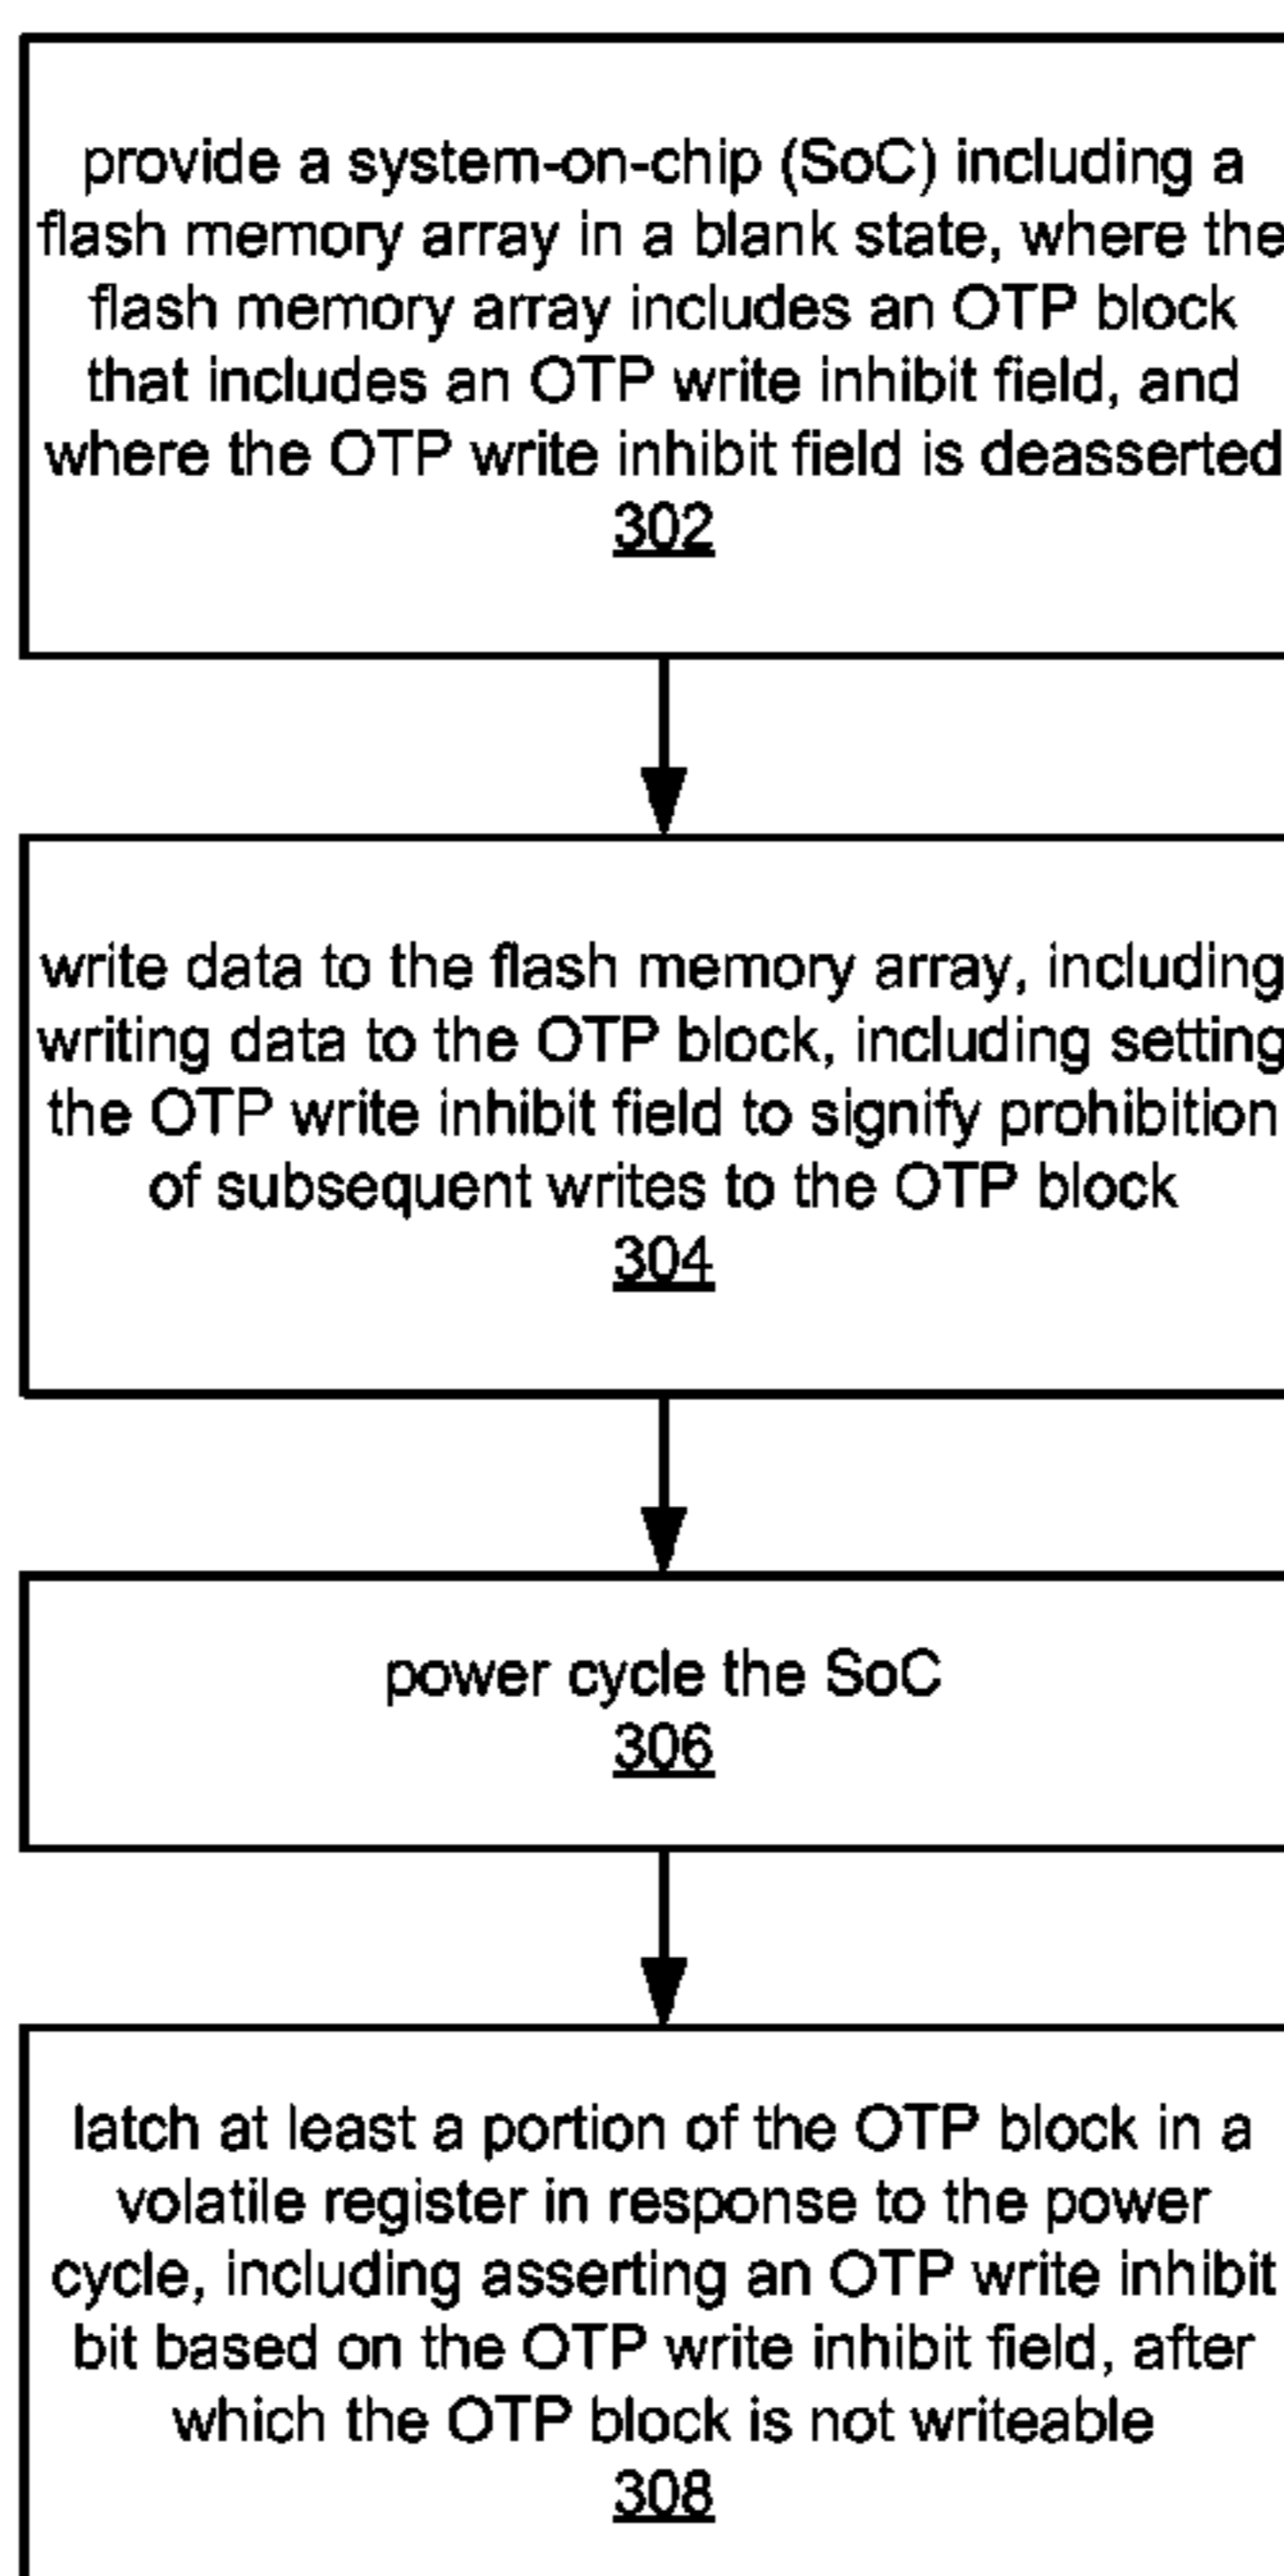 provide a system-on-chip (SoC) including a
flash memory array in a blank state, where the
flash memory array includes an OTP block
that includes an OTP write inhibit field, and
where the OTP write inhibit field is deasserted
302
write data to the flash memory array, including
writing data to the OTP block, including setting
the OTP write inhibit field to signify prohibition
of subsequent writes to the OTP block
304
power cycle the SoC
306
latch at least a portion of the OTP block in a
volatile register in response to the power
cycle, including asserting an OTP write inhibit
bit based on the OTP write inhibit field, after
which the OTP block is not writeable
308